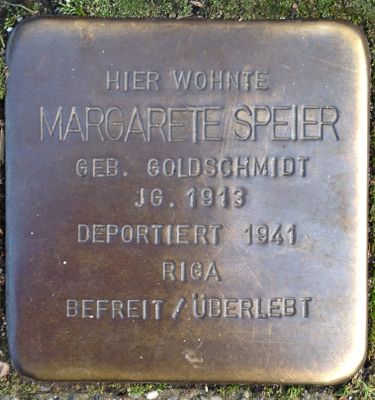 HIER WOHNTE
MARGARETE SPEIER
GEB. GOLDSCHMIDT
JG. 1913
DEPORTIERT 1941
RIGA
BEFREIT/ÜBERLEBT